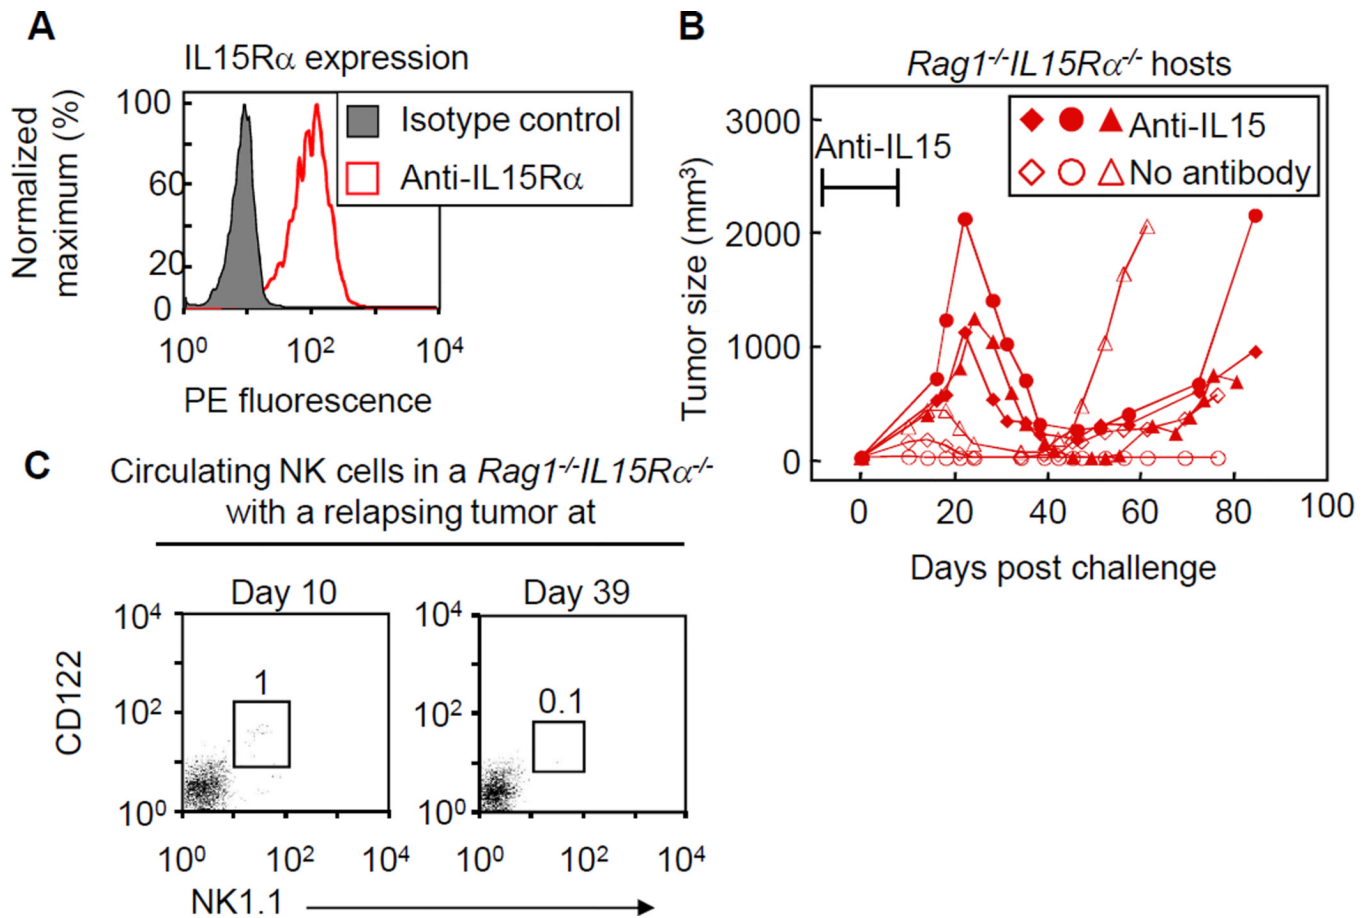 A
IL15Rα expression
Normalized
maximum (%)
100
60
20
0
Isotype control
Anti-IL15Rα
10⁰ 10² 10⁴
PE fluorescence
B
Rag1-/-IL15Rα-/- hosts
Tumor size (mm³)
3000
2000
1000
0
Anti-IL15
Anti-IL15
No antibody
0 20 40 60 80 100
Days post challenge
C
Circulating NK cells in a Rag1-/-IL15Rα-/-
with a relapsing tumor at
Day 10
Day 39
CD122
10⁴
10²
10⁰
1
10⁴
10²
10⁰
0.1
10⁰ 10² 10⁴
10⁰ 10² 10⁴
NK1.1